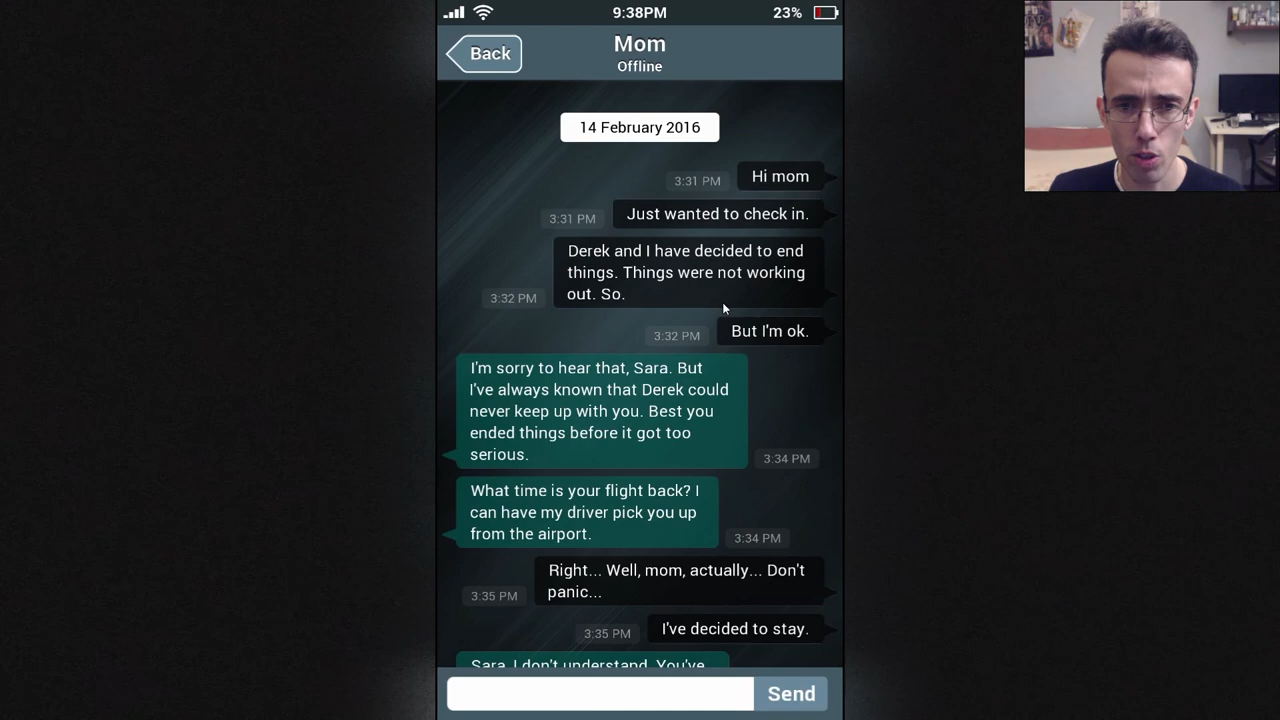 9:38PM
23%
Back
Mom
Offline
14 February 2016
Hi mom
3:31 PM
Just wanted to check in.
3:31 PM
Derek and I have decided to end
things. Things were not working
out. So.
3:32 PM
But I'm ok.
3:32 PM
I'm sorry to hear that, Sara. But
I've always known that Derek could
never keep up with you. Best you
ended things before it got too
serious.
3:34 PM
What time is your flight back? I
can have my driver pick you up
from the airport.
3:34 PM
Right... Well, mom, actually... Don't
panic...
3:35 PM
I've decided to stay.
3:35 PM
Sara, I don't understand. You've
Send